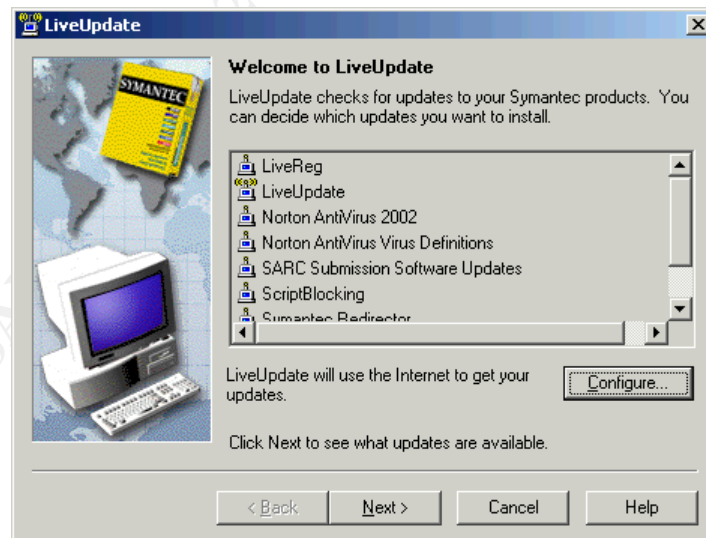 LiveUpdate
SYMANTEC
Welcome to LiveUpdate
LiveUpdate checks for updates to your Symantec products. You
can decide which updates you want to install.
LiveReg
LiveUpdate
Norton AntiVirus 2002
Norton AntiVirus Virus Definitions
SARC Submission Software Updates
ScriptBlocking
Symantec Redirector
LiveUpdate will use the Internet to get your
updates.
Configure...
Click Next to see what updates are available.
< Back
Next >
Cancel
Help